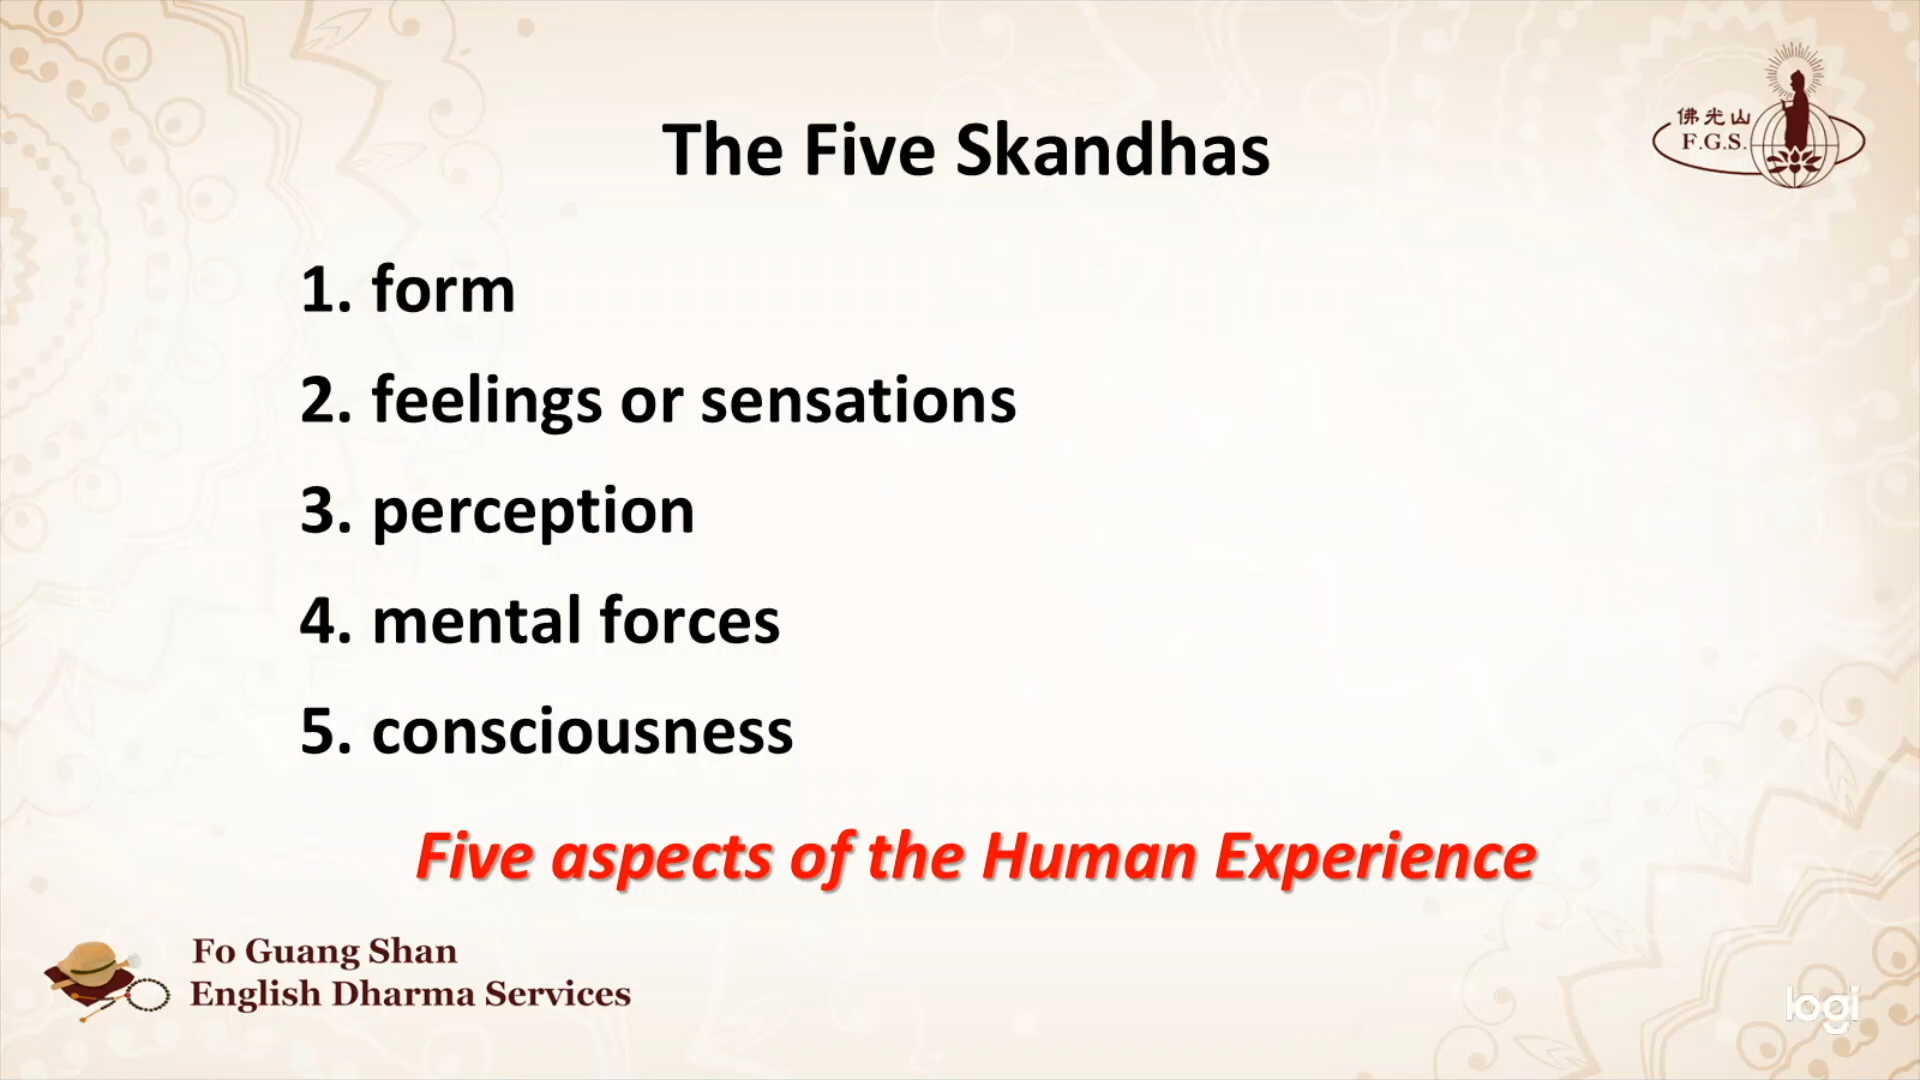 The Five Skandhas
佛光山
F.G.S.
1. form
2. feelings or sensations
3. perception
4. mental forces
5. consciousness
Five aspects of the Human Experience
Fo Guang Shan
English Dharma Services
logi